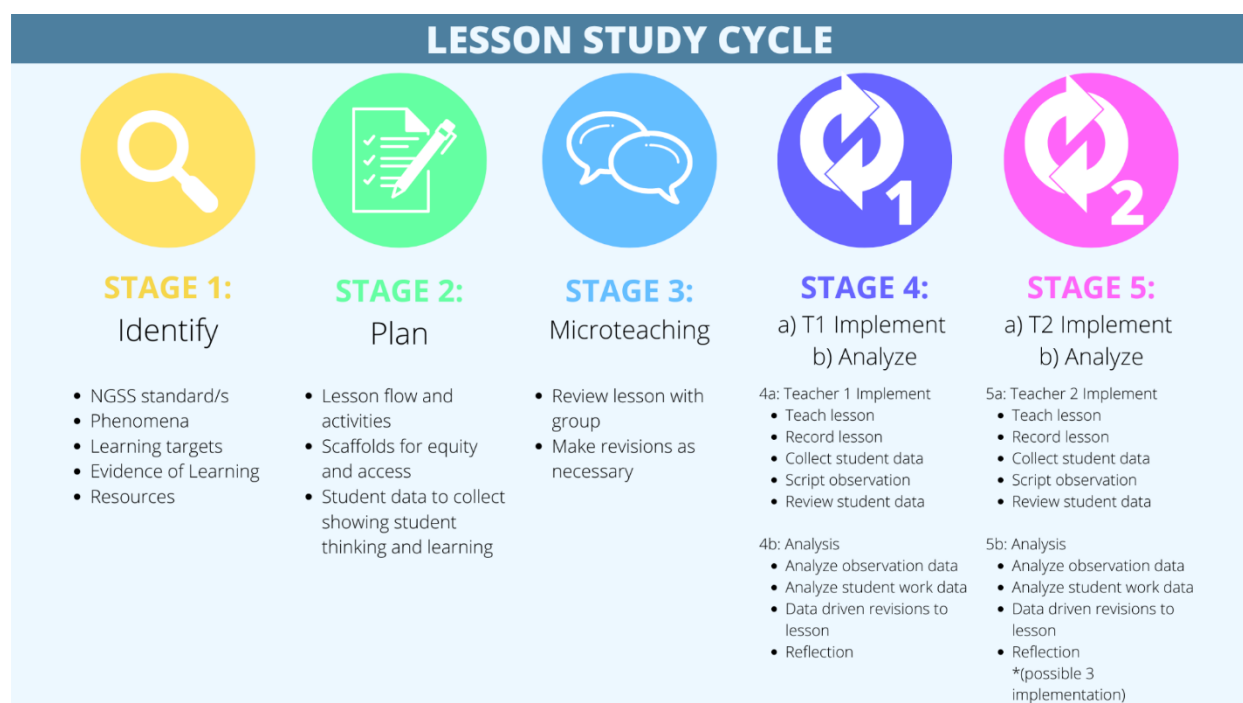 LESSON STUDY CYCLE
1
2
STAGE 1:
Identify
• NGSS standard/s
• Phenomena
• Learning targets
• Evidence of Learning
• Resources
STAGE 2:
Plan
• Lesson flow and
activities
• Scaffolds for equity
and access
• Student data to collect
showing student
thinking and learning
STAGE 3:
Microteaching
• Review lesson with
group
• Make revisions as
necessary
STAGE 4:
a) T1 Implement
b) Analyze
4a: Teacher 1 Implement
• Teach lesson
• Record lesson
• Collect student data
• Script observation
• Review student data
4b: Analysis
• Analyze observation data
• Analyze student work data
• Data driven revisions to
lesson
• Reflection
STAGE 5:
a) T2 Implement
b) Analyze
5a: Teacher 2 Implement
• Teach lesson
• Record lesson
• Collect student data
• Script observation
• Review student data
5b: Analysis
• Analyze observation data
• Analyze student work data
• Data driven revisions to
lesson
• Reflection
*(possible 3
implementation)